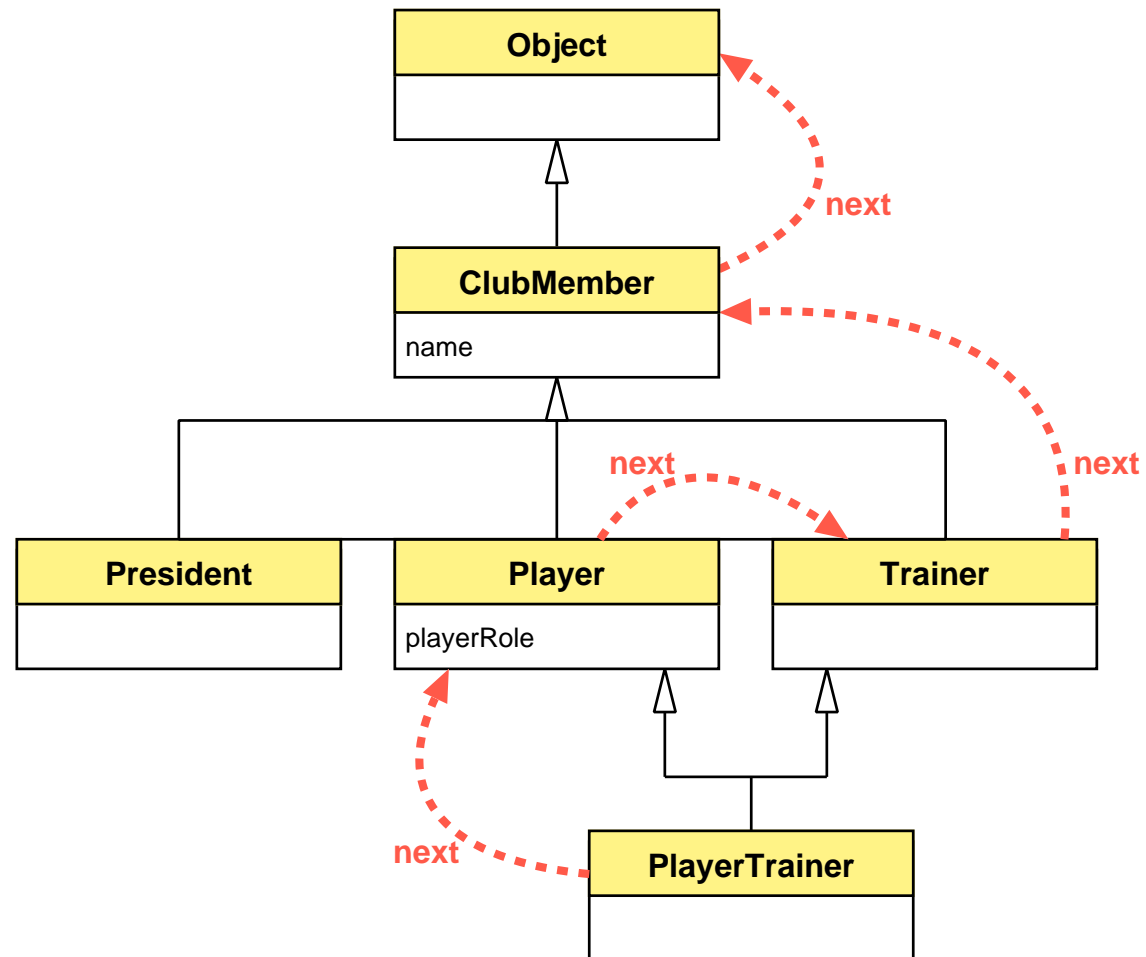 Object
next
ClubMember
name
next
next
President
Player
Trainer
playerRole
next
PlayerTrainer